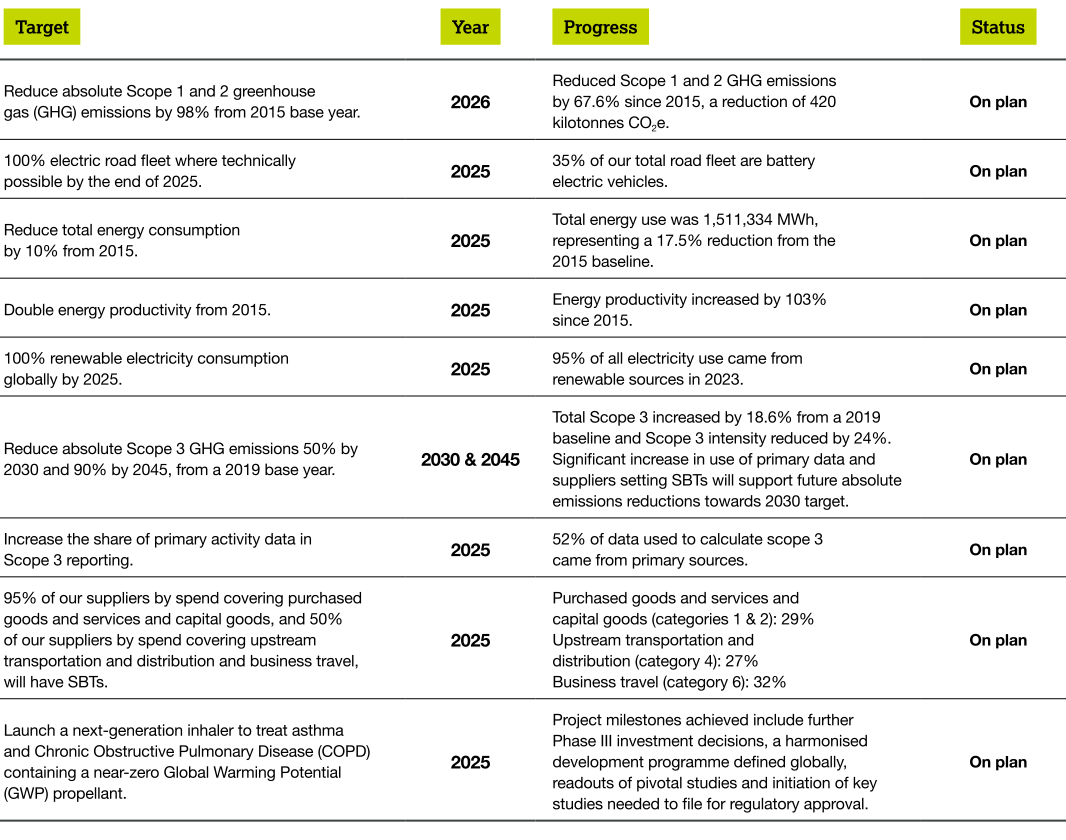 Target
Year
Progress
Status
Reduce absolute Scope 1 and 2 greenhouse
gas (GHG) emissions by 98% from 2015 base year.
2026
Reduced Scope 1 and 2 GHG emissions
by 67.6% since 2015, a reduction of 420
kilotonnes CO₂e.
On plan
100% electric road fleet where technically
possible by the end of 2025.
2025
35% of our total road fleet are battery
electric vehicles.
On plan
Reduce total energy consumption
by 10% from 2015.
2025
Total energy use was 1,511,334 MWh,
representing a 17.5% reduction from the
2015 baseline.
On plan
Double energy productivity from 2015.
2025
Energy productivity increased by 103%
since 2015.
On plan
100% renewable electricity consumption
globally by 2025.
2025
95% of all electricity use came from
renewable sources in 2023.
On plan
Reduce absolute Scope 3 GHG emissions 50% by
2030 and 90% by 2045, from a 2019 base year.
2030 & 2045
Total Scope 3 increased by 18.6% from a 2019
baseline and Scope 3 intensity reduced by 24%.
Significant increase in use of primary data and
suppliers setting SBTs will support future absolute
emissions reductions towards 2030 target.
On plan
Increase the share of primary activity data in
Scope 3 reporting.
2025
52% of data used to calculate scope 3
came from primary sources.
On plan
95% of our suppliers by spend covering purchased
goods and services and capital goods, and 50%
of our suppliers by spend covering upstream
transportation and distribution and business travel,
will have SBTs.
2025
Purchased goods and services and
capital goods (categories 1 & 2): 29%
Upstream transportation and
distribution (category 4): 27%
Business travel (category 6): 32%
On plan
Launch a next-generation inhaler to treat asthma
and Chronic Obstructive Pulmonary Disease (COPD)
containing a near-zero Global Warming Potential
(GWP) propellant.
2025
Project milestones achieved include further
Phase III investment decisions, a harmonised
development programme defined globally,
readouts of pivotal studies and initiation of key
studies needed to file for regulatory approval.
On plan